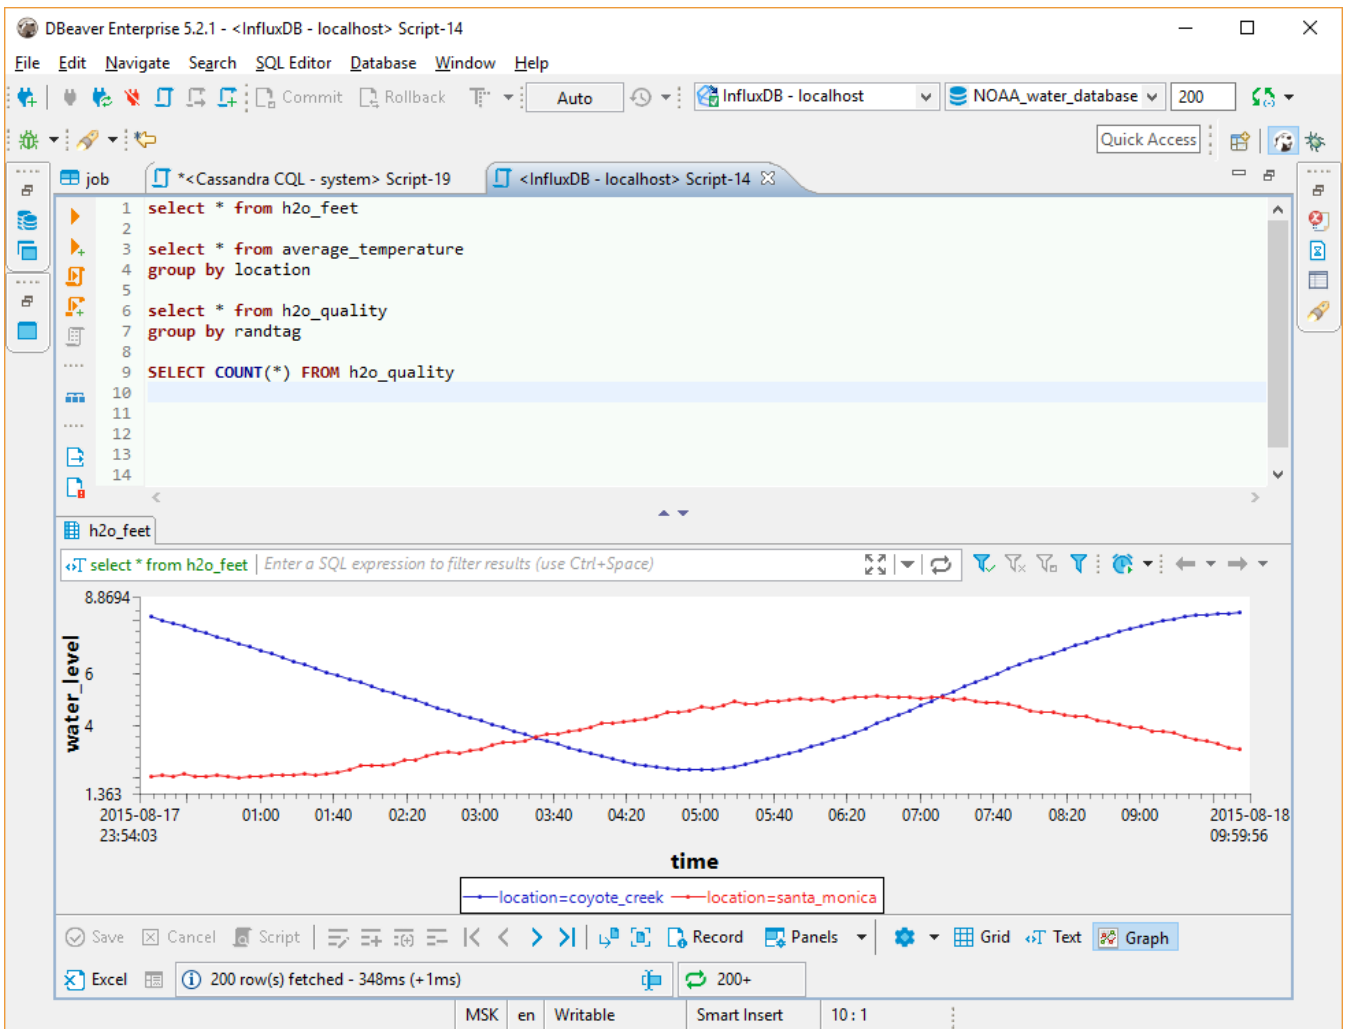 DBeaver Enterprise 5.2.1 - <InfluxDB - localhost> Script-14
File Edit Navigate Search SQL Editor Database Window Help
Commit Rollback Auto InfluxDB - localhost NOAA_water_database 200
Quick Access
job *<Cassandra CQL - system> Script-19 <InfluxDB - localhost> Script-14
1 select * from h2o_feet
2
3 select * from average_temperature
4 group by location
5
6 select * from h2o_quality
7 group by randtag
8
9 SELECT COUNT(*) FROM h2o_quality
10
11
12
13
14
h2o_feet
select * from h2o_feet Enter a SQL expression to filter results (use Ctrl+Space)
8.8694
6
4
1.363
water_level
2015-08-17 01:00 01:40 02:20 03:00 03:40 04:20 05:00 05:40 06:20 07:00 07:40 08:20 09:00 2015-08-18
23:54:03 09:59:56
time
location=coyote_creek location=santa_monica
Save Cancel Script Record Panels Grid Text Graph
Excel 200 row(s) fetched - 348ms (+1ms) 200+
MSK en Writable Smart Insert 10 : 1